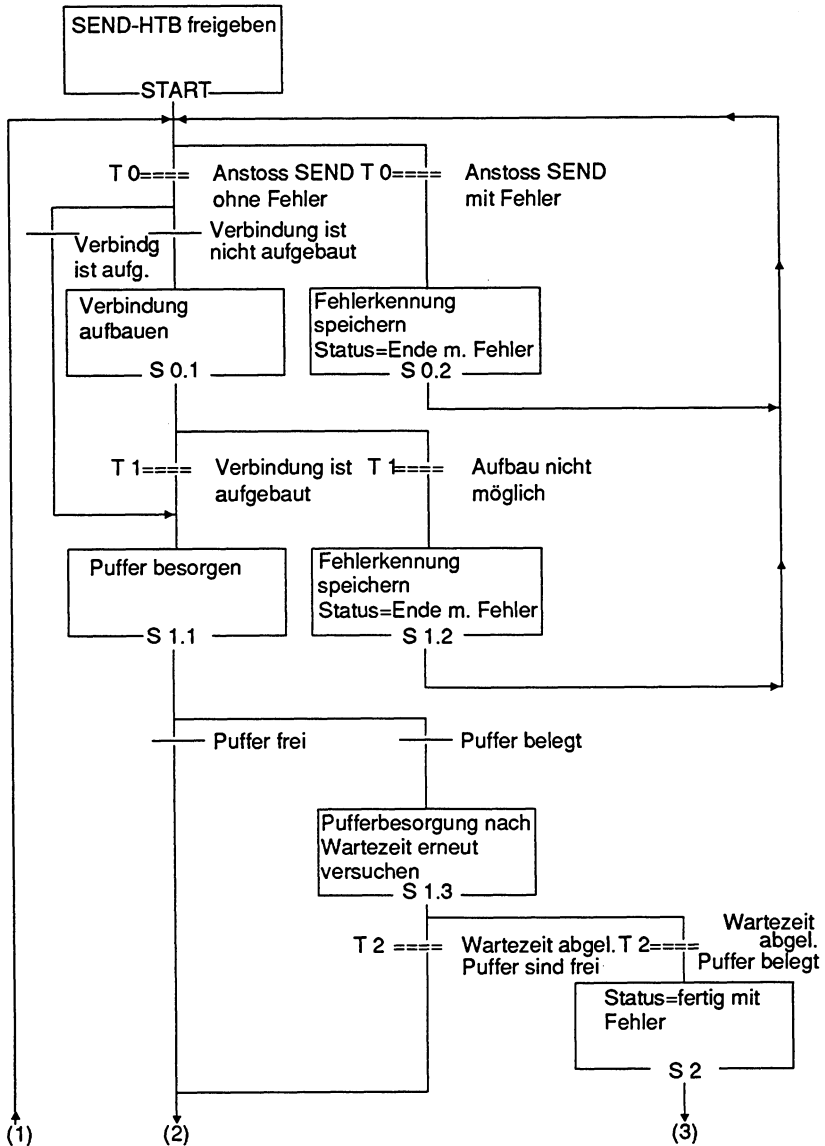 SEND-HTB freigeben
START
T 0==== Anstoss SEND
ohne Fehler
T 0==== Anstoss SEND
mit Fehler
Verbindg
ist aufg.
Verbindung ist
nicht aufgebaut
Verbindung
aufbauen
S 0.1
Fehlerkennung
speichern
Status=Ende m. Fehler
S 0.2
T 1==== Verbindung ist
aufgebaut
T 1==== Aufbau nicht
möglich
Puffer besorgen
S 1.1
Fehlerkennung
speichern
Status=Ende m. Fehler
S 1.2
Puffer frei
Puffer belegt
Pufferbesorgung nach
Wartezeit erneut
versuchen
S 1.3
T 2 ==== Wartezeit abgel.
Puffer sind frei
T 2==== Wartezeit
abgel.
Puffer belegt
Status=fertig mit
Fehler
S 2
(1)
(2)
(3)